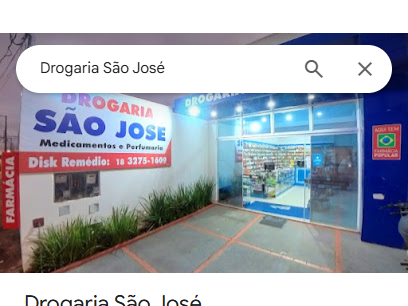 Drogaria São José
DROGARIA
SÃO JOSE
Medicamentos e Perfumaria
Disk Remédio: 18 3275-1609
FARMÁCIA
DROGARIA
AQUI TEM
FARMÁCIA
POPULAR
Drogaria São José